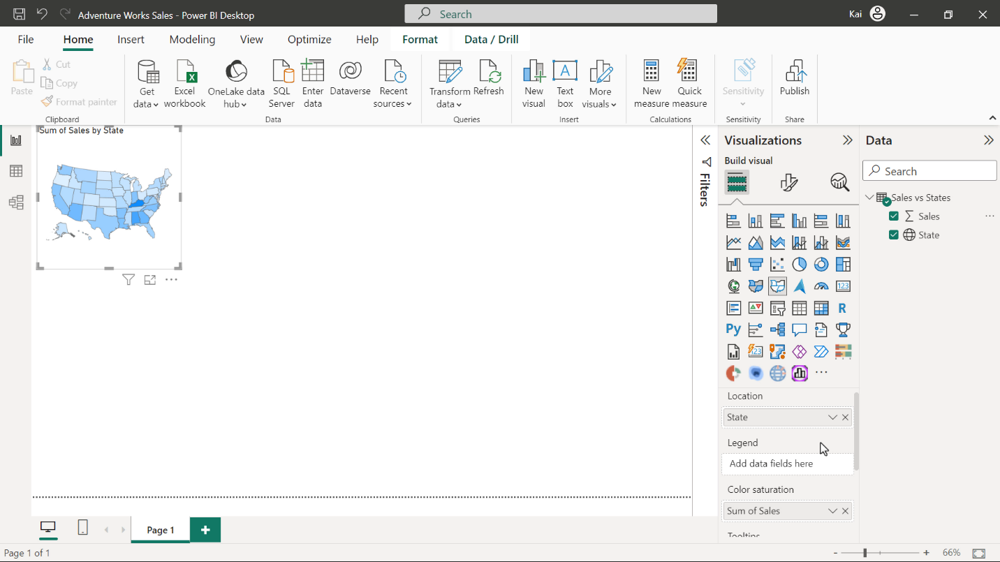 Adventure Works Sales - Power BI Desktop
Search
Kai
File Home Insert Modeling View Optimize Help Format Data / Drill
Paste
Cut
Copy
Format painter
Clipboard
Get data
Excel workbook
OneLake data hub
SQL Server
Enter data
Dataverse
Recent sources
Data
Transform data
Refresh
Queries
New visual
Text box
More visuals
Insert
New measure
Quick measure
Calculations
Sensitivity
Sensitivity
Publish
Share
Sum of Sales by State
Filters
Visualizations
Build visual
123
R
Py
123
Location
State
Legend
Add data fields here
Color saturation
Sum of Sales
Tooltips
Data
Search
Sales vs States
Sales
State
Page 1
Page 1 of 1
66%